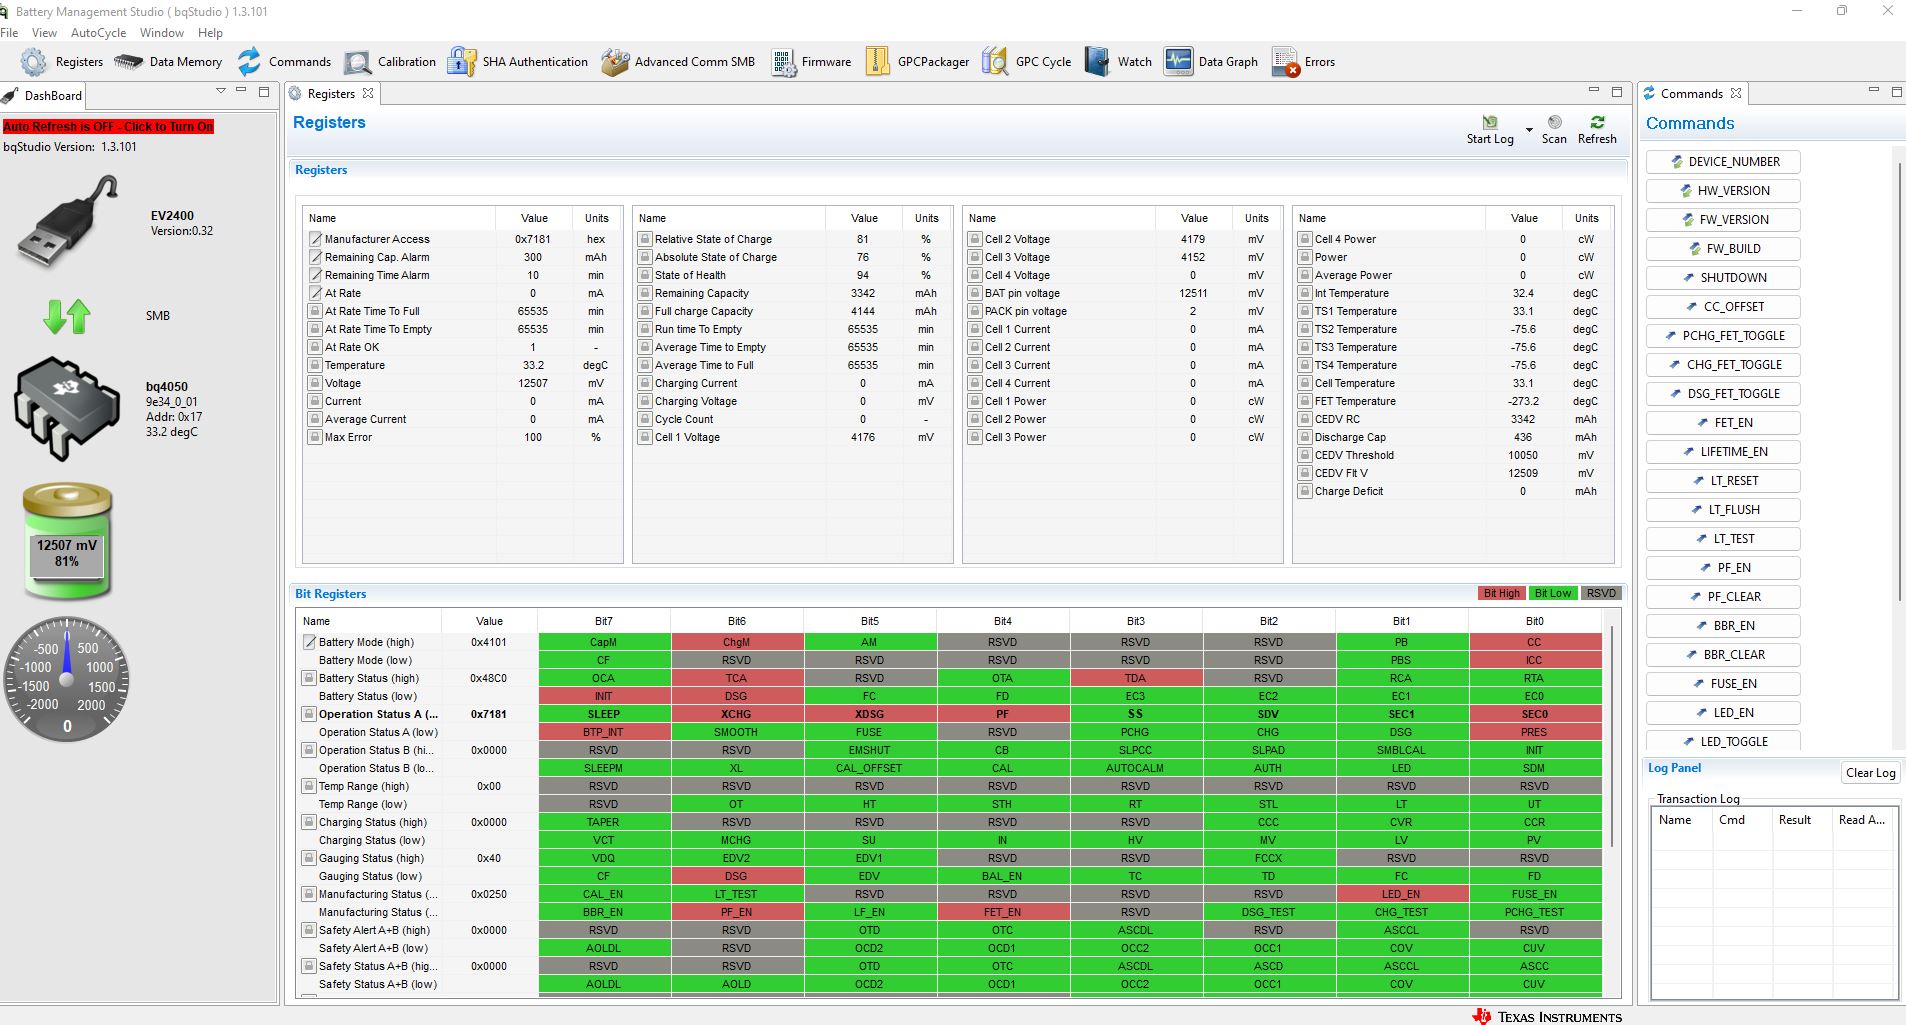 Battery Management Studio ( bqStudio ) 1.3.101
File View AutoCycle Window Help
Registers Data Memory Commands Calibration SHA Authentication Advanced Comm SMB Firmware GPCPackager GPC Cycle Watch Data Graph Errors
DashBoard
Auto Refresh is OFF - Click to Turn On
bqStudio Version: 1.3.101
EV2400
Version:0.32
SMB
bq4050
9e34_0_01
Addr: 0x17
33.2 degC
12507 mV
81%
-500 500
-1000 1000
-1500 1500
-2000 2000
0
Registers
Registers
Start Log Scan Refresh
Registers
Name Value Units
Manufacturer Access 0x7181 hex
Remaining Cap. Alarm 300 mAh
Remaining Time Alarm 10 min
At Rate 0 mA
At Rate Time To Full 65535 min
At Rate Time To Empty 65535 min
At Rate OK 1 -
Temperature 33.2 degC
Voltage 12507 mV
Current 0 mA
Average Current 0 mA
Max Error 100 %
Name Value Units
Relative State of Charge 81 %
Absolute State of Charge 76 %
State of Health 94 %
Remaining Capacity 3342 mAh
Full charge Capacity 4144 mAh
Run time To Empty 65535 min
Average Time to Empty 65535 min
Average Time to Full 65535 min
Charging Current 0 mA
Charging Voltage 0 mV
Cycle Count 0 -
Cell 1 Voltage 4176 mV
Name Value Units
Cell 2 Voltage 4179 mV
Cell 3 Voltage 4152 mV
Cell 4 Voltage 0 mV
BAT pin voltage 12511 mV
PACK pin voltage 2 mV
Cell 1 Current 0 mA
Cell 2 Current 0 mA
Cell 3 Current 0 mA
Cell 4 Current 0 mA
Cell 1 Power 0 cW
Cell 2 Power 0 cW
Cell 3 Power 0 cW
Name Value Units
Cell 4 Power 0 cW
Power 0 cW
Average Power 0 cW
Int Temperature 32.4 degC
TS1 Temperature 33.1 degC
TS2 Temperature -75.6 degC
TS3 Temperature -75.6 degC
TS4 Temperature -75.6 degC
Cell Temperature 33.1 degC
FET Temperature -273.2 degC
CEDV RC 3342 mAh
Discharge Cap 436 mAh
CEDV Threshold 10050 mV
CEDV Flt V 12509 mV
Charge Deficit 0 mAh
Bit Registers Bit High Bit Low RSVD
Name Value Bit7 Bit6 Bit5 Bit4 Bit3 Bit2 Bit1 Bit0
Battery Mode (high) 0x4101 CapM ChgM AM RSVD RSVD RSVD PB CC
Battery Mode (low) CF RSVD RSVD RSVD RSVD RSVD PBS ICC
Battery Status (high) 0x48C0 OCA TCA RSVD OTA TDA RSVD RCA RTA
Battery Status (low) INIT DSG FC FD EC3 EC2 EC1 EC0
Operation Status A (... 0x7181 SLEEP XCHG XDSG PF SS SDV SEC1 SEC0
Operation Status A (low) BTP_INT SMOOTH FUSE RSVD PCHG CHG DSG PRES
Operation Status B (hi... 0x0000 RSVD RSVD EMSHUT CB SLPCC SLPAD SMBLCAL INIT
Operation Status B (lo... SLEEPM XL CAL_OFFSET CAL AUTOCALM AUTH LED SDM
Temp Range (high) 0x00 RSVD RSVD RSVD RSVD RSVD RSVD RSVD RSVD
Temp Range (low) RSVD OT HT STH RT STL LT UT
Charging Status (high) 0x0000 TAPER RSVD RSVD RSVD RSVD CCC CVR CCR
Charging Status (low) VCT MCHG SU IN HV MV LV PV
Gauging Status (high) 0x40 VDQ EDV2 EDV1 RSVD RSVD FCCX RSVD RSVD
Gauging Status (low) CF DSG EDV BAL_EN TC TD FC FD
Manufacturing Status (... 0x0250 CAL_EN LT_TEST RSVD RSVD RSVD RSVD LED_EN FUSE_EN
Manufacturing Status (... BBR_EN PF_EN LF_EN FET_EN RSVD DSG_TEST CHG_TEST PCHG_TEST
Safety Alert A+B (high) 0x0000 RSVD RSVD OTD OTC ASCDL RSVD ASCCL RSVD
Safety Alert A+B (low) AOLDL RSVD OCD2 OCD1 OCC2 OCC1 COV CUV
Safety Status A+B (hig... 0x0000 RSVD RSVD OTD OTC ASCDL ASCD ASCCL ASCC
Safety Status A+B (low) AOLDL AOLD OCD2 OCD1 OCC2 OCC1 COV CUV
Commands
Commands
DEVICE_NUMBER
HW_VERSION
FW_VERSION
FW_BUILD
SHUTDOWN
CC_OFFSET
PCHG_FET_TOGGLE
CHG_FET_TOGGLE
DSG_FET_TOGGLE
FET_EN
LIFETIME_EN
LT_RESET
LT_FLUSH
LT_TEST
PF_EN
PF_CLEAR
BBR_EN
BBR_CLEAR
FUSE_EN
LED_EN
LED_TOGGLE
Log Panel Clear Log
Transaction Log
Name Cmd Result Read A...
TEXAS INSTRUMENTS